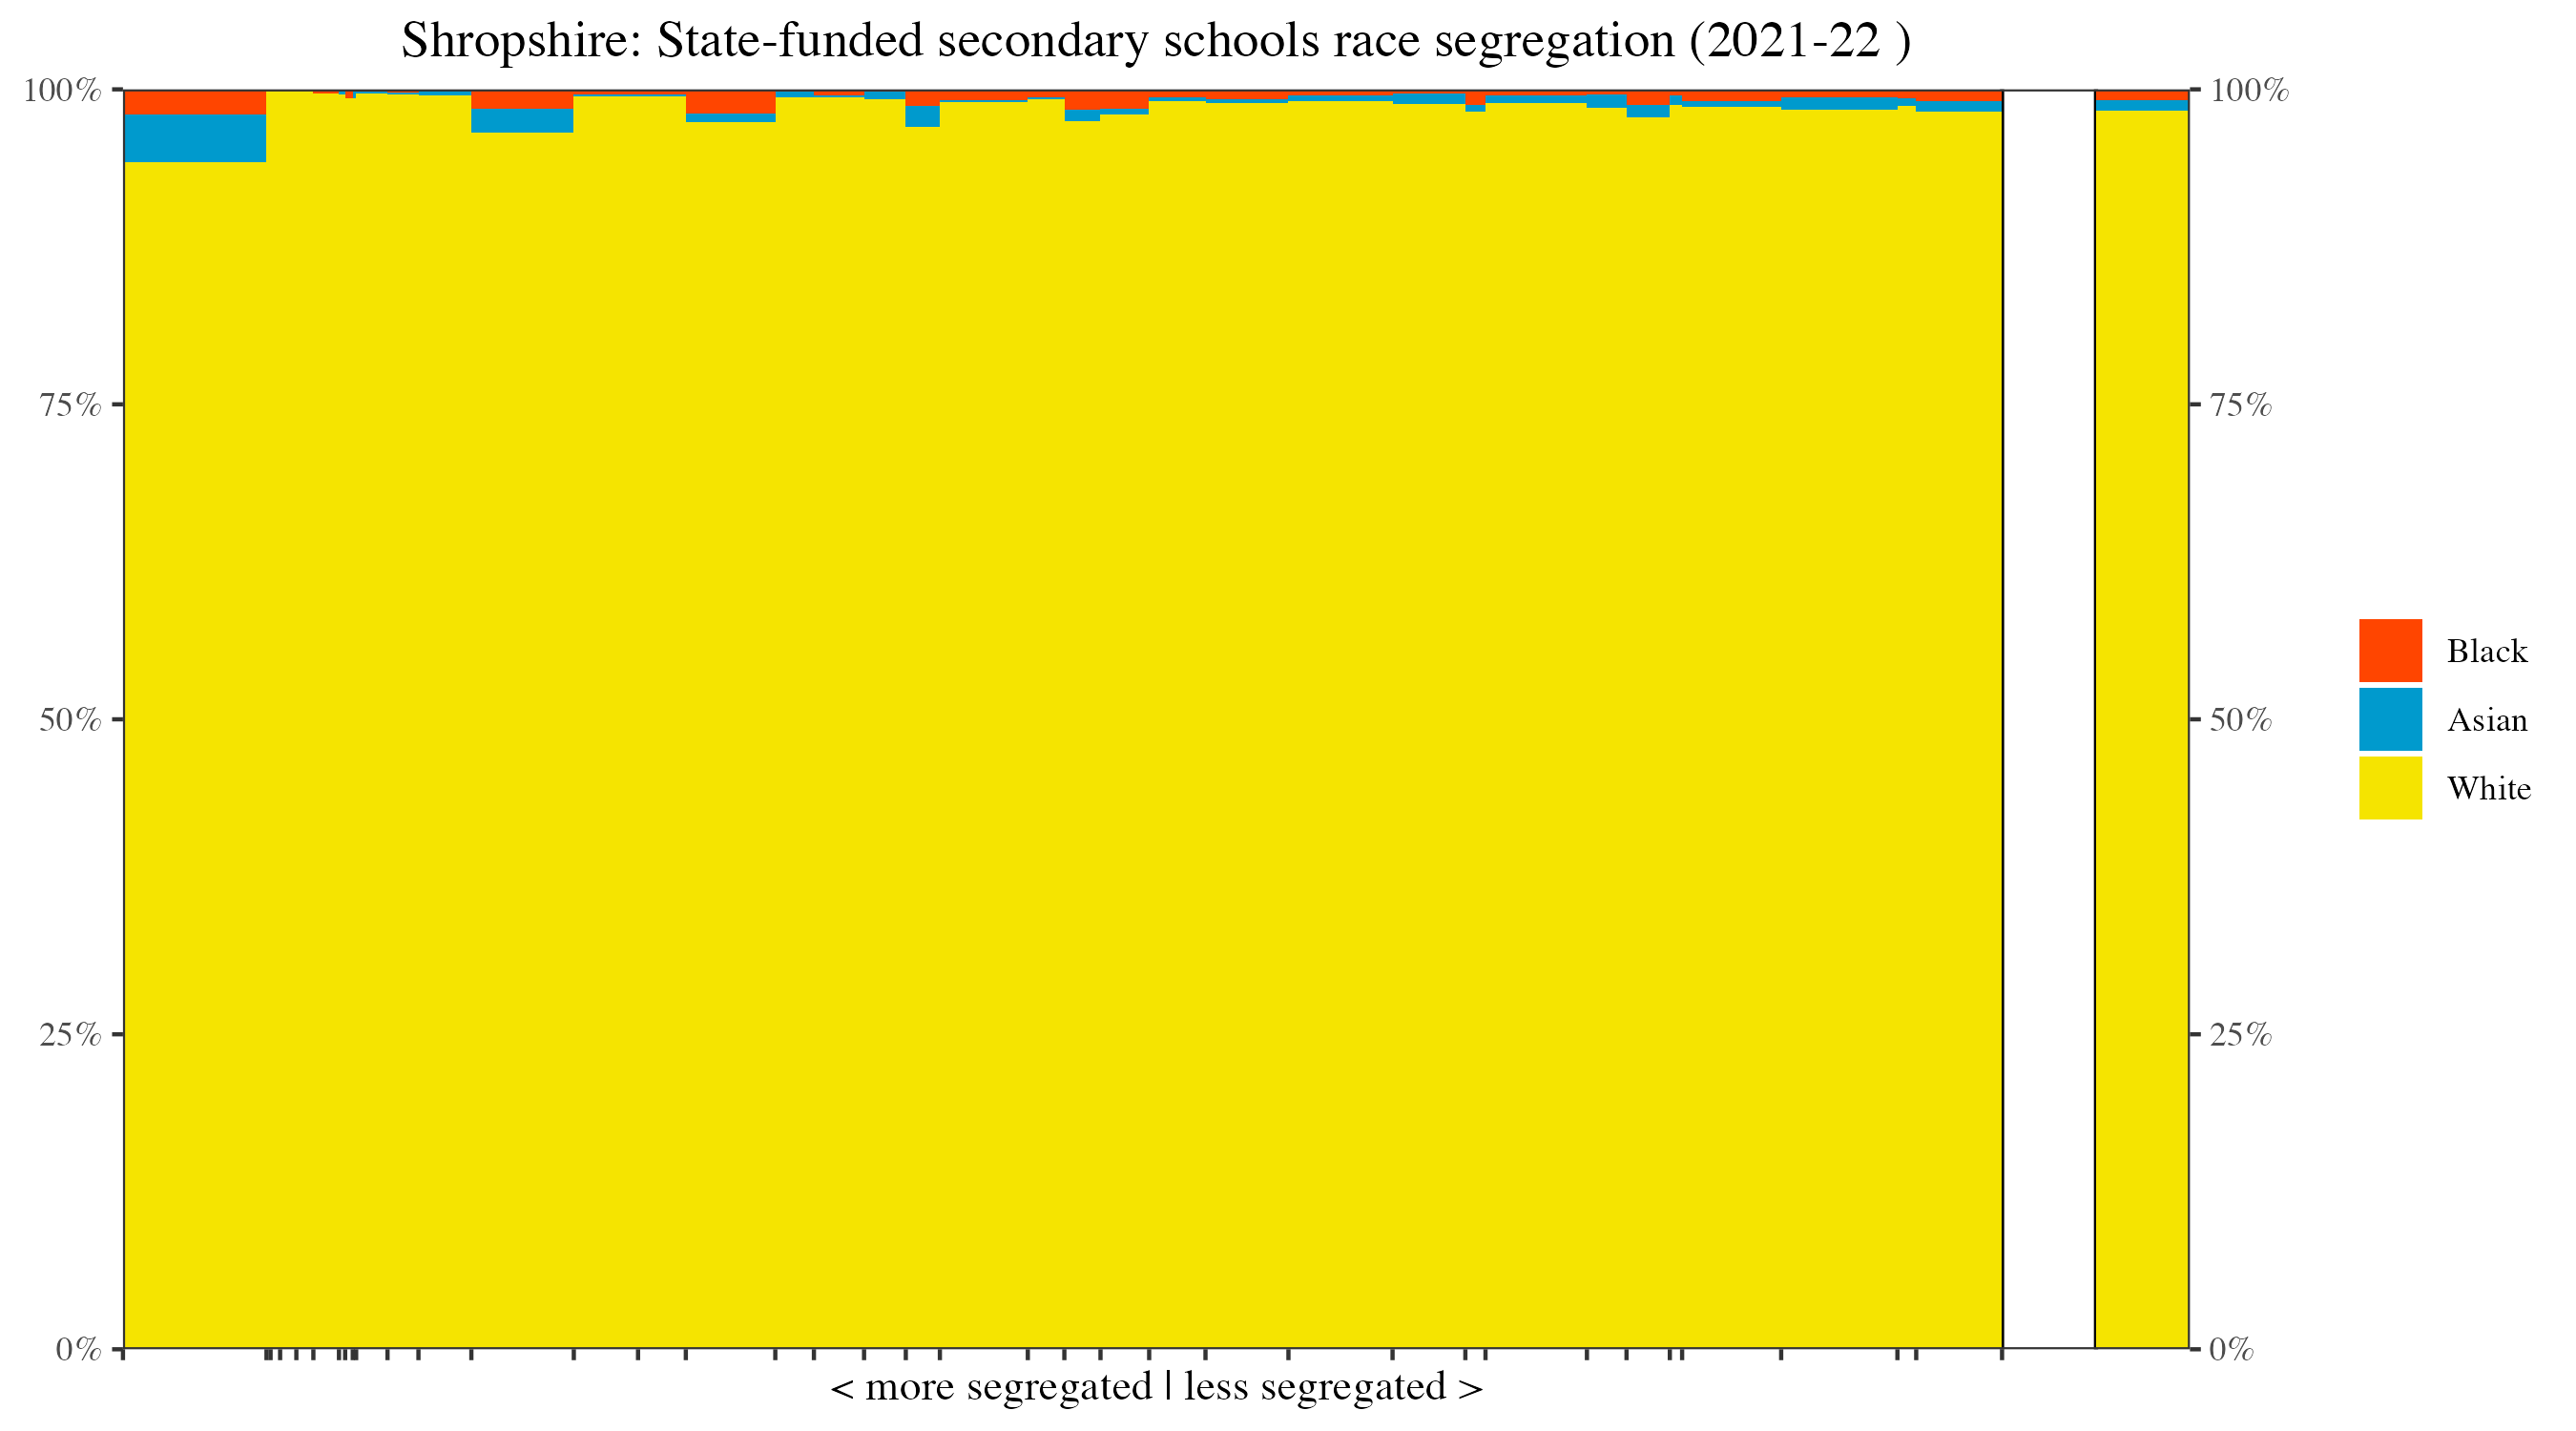 Shropshire: State-funded secondary schools race segregation (2021-22 )
100%
75%
50%
25%
0%
100%
75%
50%
25%
0%
Black
Asian
White
< more segregated | less segregated >